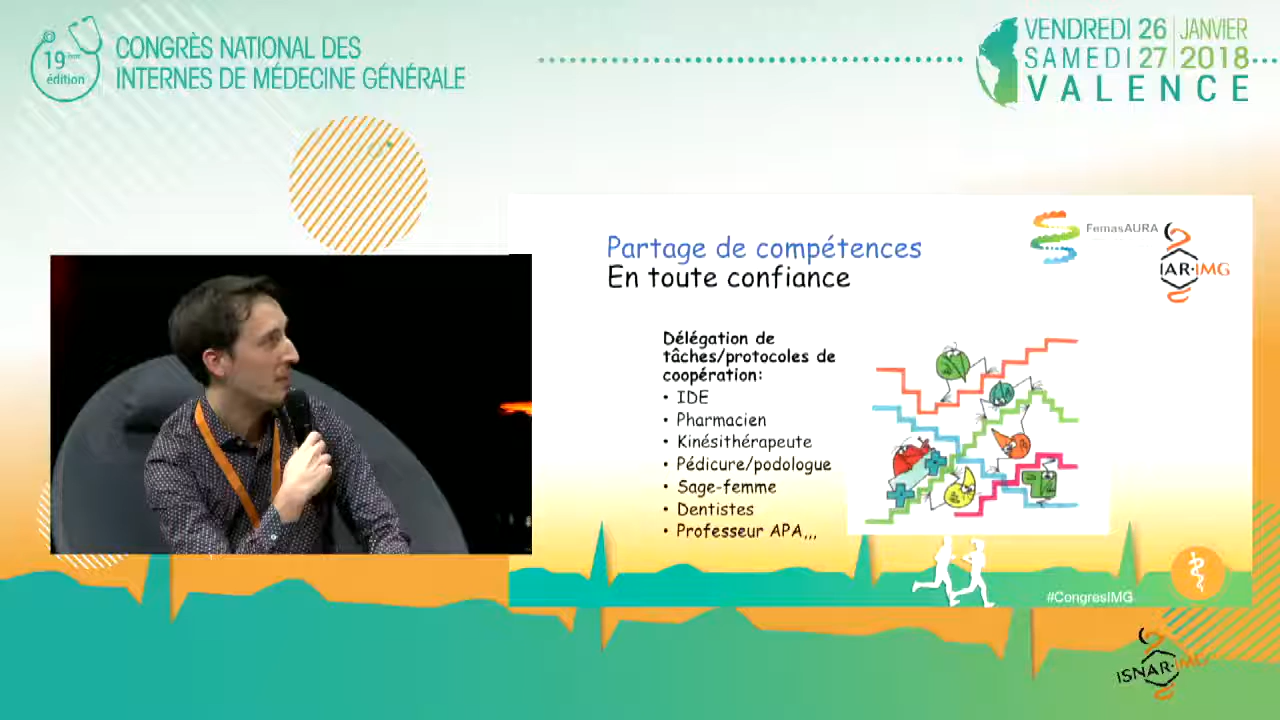 19ème
édition
CONGRÈS NATIONAL DES
INTERNES DE MÉDECINE GÉNÉRALE
VENDREDI 26 JANVIER
SAMEDI 27 2018
VALENCE
FemasAURA
IAR-IMG
Partage de compétences
En toute confiance
Délégation de
tâches/protocoles de
coopération:
• IDE
• Pharmacien
• Kinésithérapeute
• Pédicure/podologue
• Sage-femme
• Dentistes
• Professeur APA,,,
#CongresIMG
ISNAR-IMG